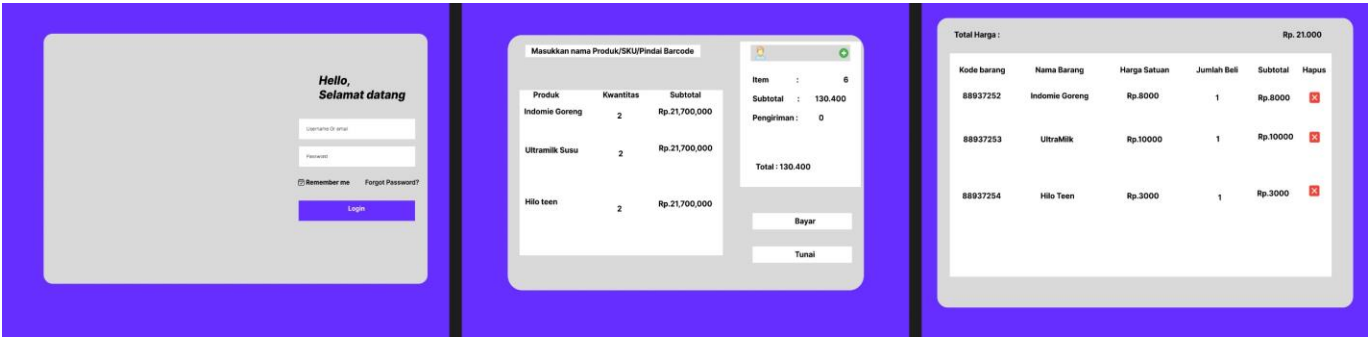 Hello,
Selamat datang
Username Or email
Password
Remember me Forgot Password?
Login
Masukkan nama Produk/SKU/Pindai Barcode
Produk Kwantitas Subtotal
Indomie Goreng 2 Rp.21,700,000
Ultramilk Susu 2 Rp.21,700,000
Hilo teen 2 Rp.21,700,000
Item : 6
Subtotal : 130.400
Pengiriman : 0
Total : 130.400
Bayar
Tunai
Total Harga : Rp. 21.000
Kode barang Nama Barang Harga Satuan Jumlah Beli Subtotal Hapus
88937252 Indomie Goreng Rp.8000 1 Rp.8000
88937253 UltraMilk Rp.10000 1 Rp.10000
88937254 Hilo Teen Rp.3000 1 Rp.3000